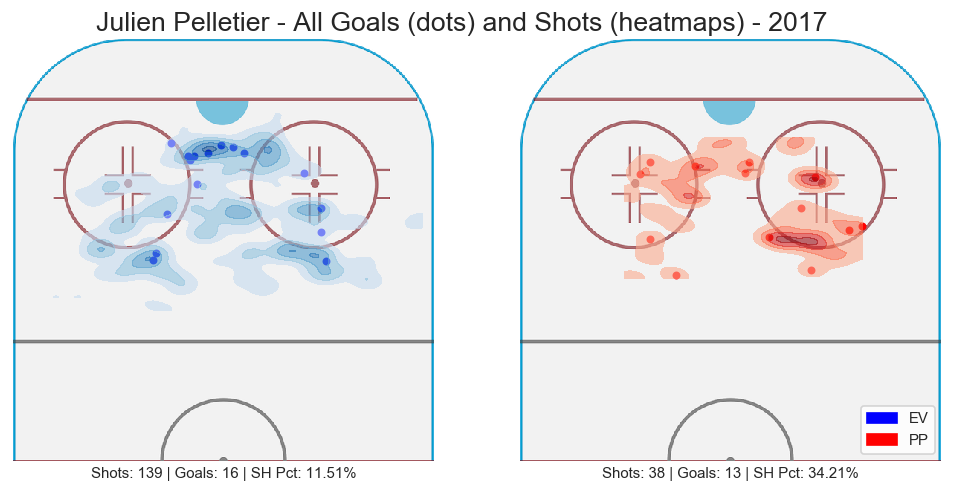 Julien Pelletier - All Goals (dots) and Shots (heatmaps) - 2017
EV
PP
Shots: 139 | Goals: 16 | SH Pct: 11.51%
Shots: 38 | Goals: 13 | SH Pct: 34.21%